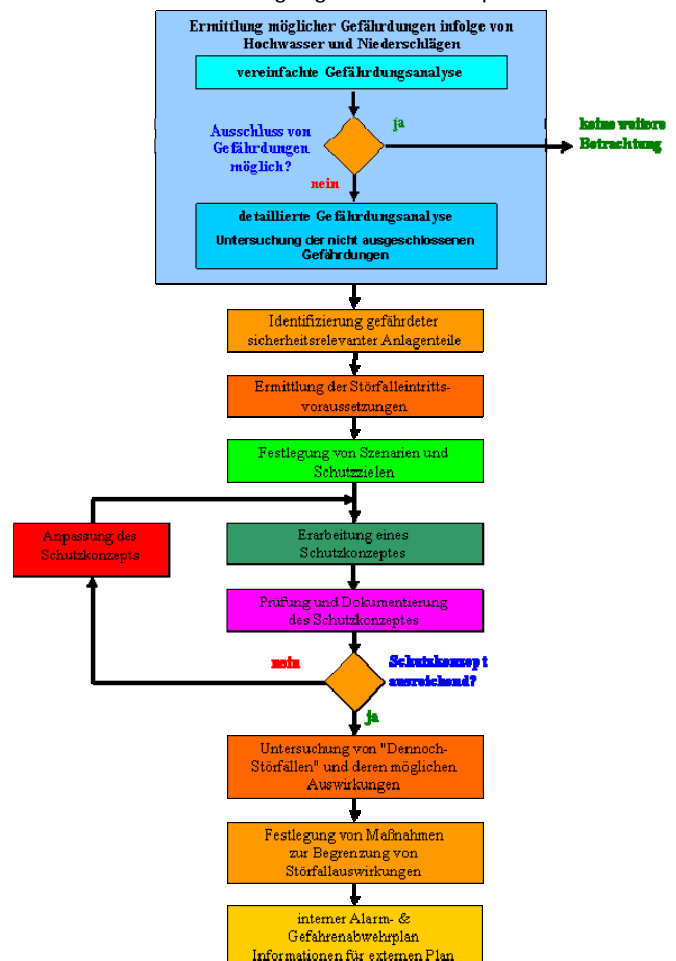 Ermittlung möglicher Gefährdungen infolge von
Hochwasser und Niederschlägen
vereinfachte Gefährdungsanalyse
Ausschluss von
Gefährdungen
möglich?
ja
keine weitere
Betrachtung
nein
detaillierte Gefährdungsanalyse
Untersuchung der nicht ausgeschlossenen
Gefährdungen
Identifizierung gefährdeter
sicherheitsrelevanter Anlagenteile
Ermittlung der Störfalleintritts-
voraussetzungen
Festlegung von Szenarien und
Schutzzielen
Anpassung des
Schutzkonzepts
Erarbeitung eines
Schutzkonzeptes
Prüfung und Dokumentierung
des Schutzkonzeptes
nein
Schutzkonzept
ausreichend?
ja
Untersuchung von "Dennoch-
Störfällen" und deren möglichen
Auswirkungen
Festlegung von Maßnahmen
zur Begrenzung von
Störfallauswirkungen
interner Alarm- &
Gefahrenabwehrplan
Informationen für externen Plan